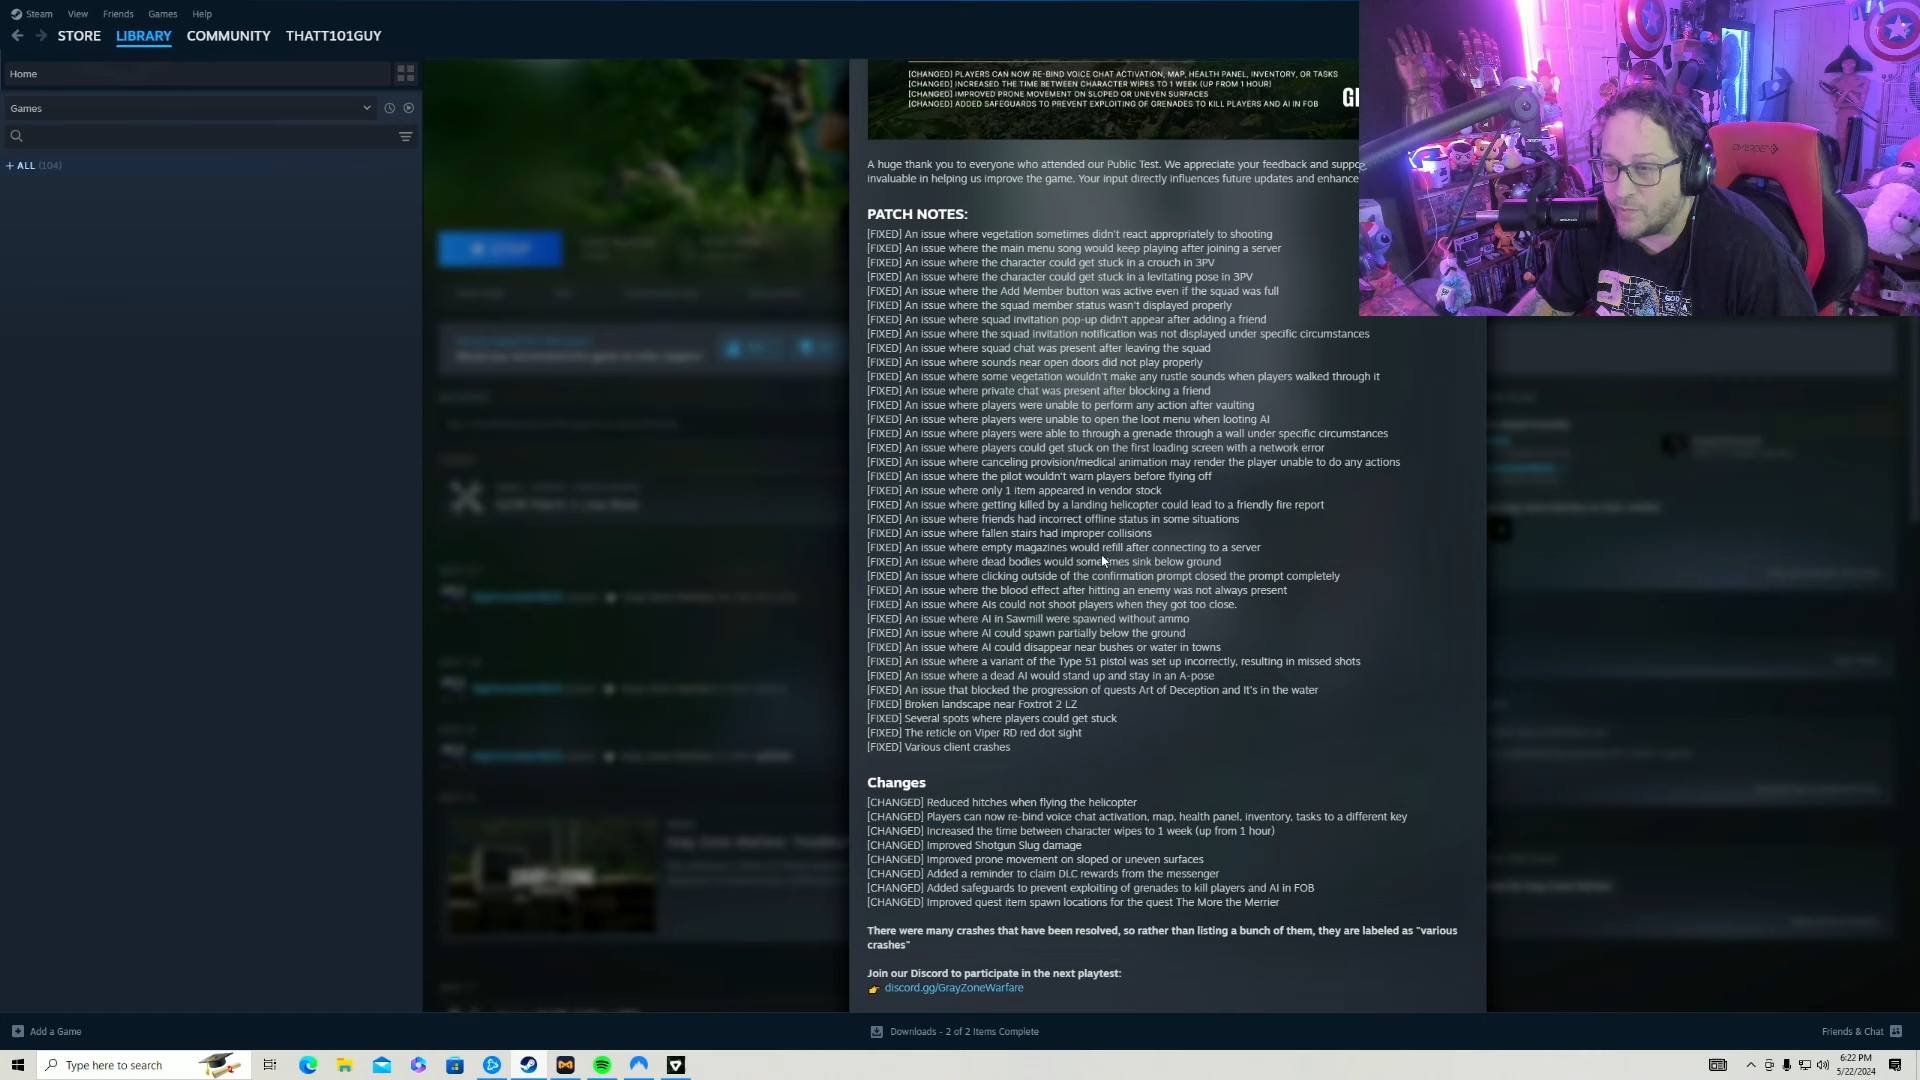 Steam View Friends Games Help
STORE LIBRARY COMMUNITY THATT101GUY
Home
Games
+ ALL (104)
[CHANGED] PLAYERS CAN NOW RE-BIND VOICE CHAT ACTIVATION, MAP, HEALTH PANEL, INVENTORY, OR TASKS
[CHANGED] INCREASED THE TIME BETWEEN CHARACTER WIPES TO 1 WEEK (UP FROM 1 HOUR)
[CHANGED] IMPROVED PRONE MOVEMENT ON SLOPED OR UNEVEN SURFACES
[CHANGED] ADDED SAFEGUARDS TO PREVENT EXPLOITING OF GRENADES TO KILL PLAYERS AND AI IN FOB
A huge thank you to everyone who attended our Public Test. We appreciate your feedback and suppo
invaluable in helping us improve the game. Your input directly influences future updates and enhance
PATCH NOTES:
[FIXED] An issue where vegetation sometimes didn't react appropriately to shooting
[FIXED] An issue where the main menu song would keep playing after joining a server
[FIXED] An issue where the character could get stuck in a crouch in 3PV
[FIXED] An issue where the character could get stuck in a levitating pose in 3PV
[FIXED] An issue where the Add Member button was active even if the squad was full
[FIXED] An issue where the squad member status wasn't displayed properly
[FIXED] An issue where squad invitation pop-up didn't appear after adding a friend
[FIXED] An issue where the squad invitation notification was not displayed under specific circumstances
[FIXED] An issue where squad chat was present after leaving the squad
[FIXED] An issue where sounds near open doors did not play properly
[FIXED] An issue where some vegetation wouldn't make any rustle sounds when players walked through it
[FIXED] An issue where private chat was present after blocking a friend
[FIXED] An issue where players were unable to perform any action after vaulting
[FIXED] An issue where players were unable to open the loot menu when looting AI
[FIXED] An issue where players were able to through a grenade through a wall under specific circumstances
[FIXED] An issue where players could get stuck on the first loading screen with a network error
[FIXED] An issue where canceling provision/medical animation may render the player unable to do any actions
[FIXED] An issue where the pilot wouldn't warn players before flying off
[FIXED] An issue where only 1 item appeared in vendor stock
[FIXED] An issue where getting killed by a landing helicopter could lead to a friendly fire report
[FIXED] An issue where friends had incorrect offline status in some situations
[FIXED] An issue where fallen stairs had improper collisions
[FIXED] An issue where empty magazines would refill after connecting to a server
[FIXED] An issue where dead bodies would sometimes sink below ground
[FIXED] An issue where clicking outside of the confirmation prompt closed the prompt completely
[FIXED] An issue where the blood effect after hitting an enemy was not always present
[FIXED] An issue where AIs could not shoot players when they got too close.
[FIXED] An issue where AI in Sawmill were spawned without ammo
[FIXED] An issue where AI could spawn partially below the ground
[FIXED] An issue where AI could disappear near bushes or water in towns
[FIXED] An issue where a variant of the Type 51 pistol was set up incorrectly, resulting in missed shots
[FIXED] An issue where a dead AI would stand up and stay in an A-pose
[FIXED] An issue that blocked the progression of quests Art of Deception and It's in the water
[FIXED] Broken landscape near Foxtrot 2 LZ
[FIXED] Several spots where players could get stuck
[FIXED] The reticle on Viper RD red dot sight
[FIXED] Various client crashes
Changes
[CHANGED] Reduced hitches when flying the helicopter
[CHANGED] Players can now re-bind voice chat activation, map, health panel, inventory, tasks to a different key
[CHANGED] Increased the time between character wipes to 1 week (up from 1 hour)
[CHANGED] Improved Shotgun Slug damage
[CHANGED] Improved prone movement on sloped or uneven surfaces
[CHANGED] Added a reminder to claim DLC rewards from the messenger
[CHANGED] Added safeguards to prevent exploiting of grenades to kill players and AI in FOB
[CHANGED] Improved quest item spawn locations for the quest The More the Merrier
There were many crashes that have been resolved, so rather than listing a bunch of them, they are labeled as "various
crashes"
Join our Discord to participate in the next playtest:
discord.gg/GrayZoneWarfare
Add a Game
Downloads - 2 of 2 Items Complete
Friends & Chat
Type here to search
6:22 PM
5/22/2024